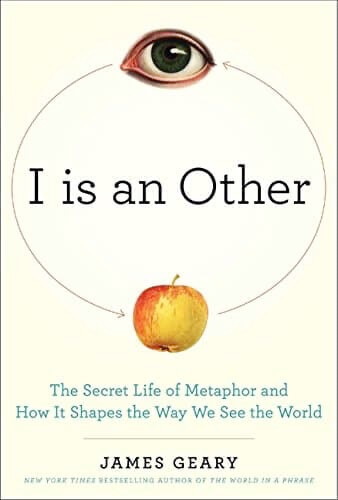 I is an Other
The Secret Life of Metaphor and
How It Shapes the Way We See the World
JAMES GEARY
NEW YORK TIMES BESTSELLING AUTHOR OF THE WORLD IN A PHRASE